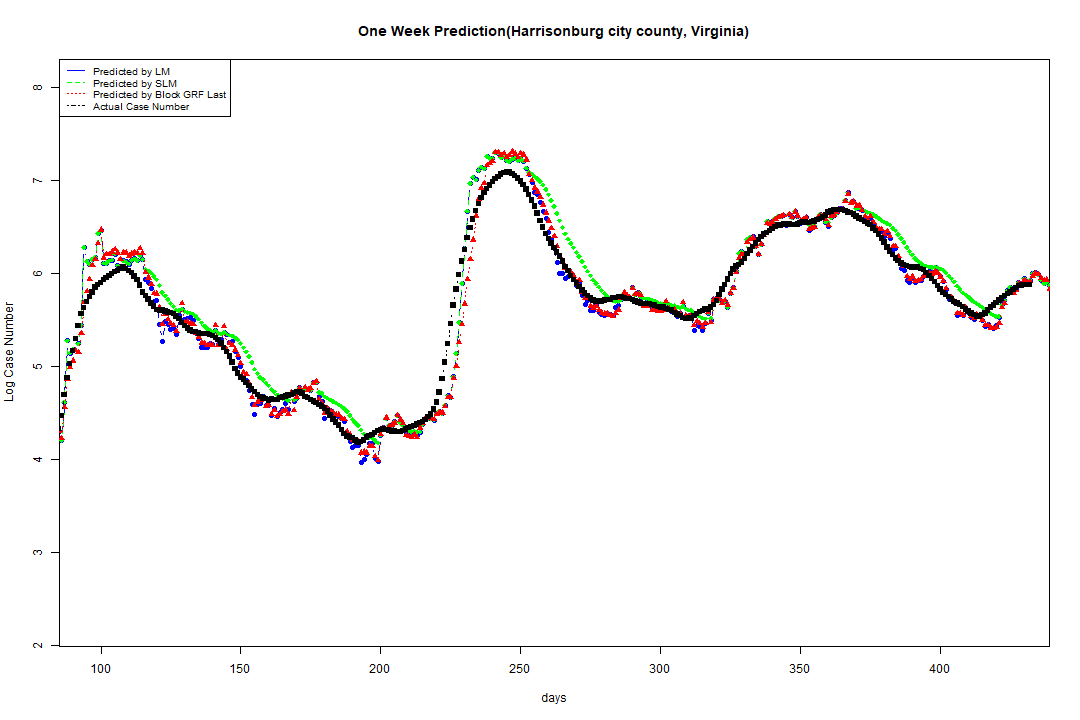 One Week Prediction(Harrisonburg city county, Virginia)
Predicted by LM
Predicted by SLM
Predicted by Block GRF Last
Actual Case Number
Log Case Number
8
7
6
5
4
3
2
100 150 200 250 300 350 400
days